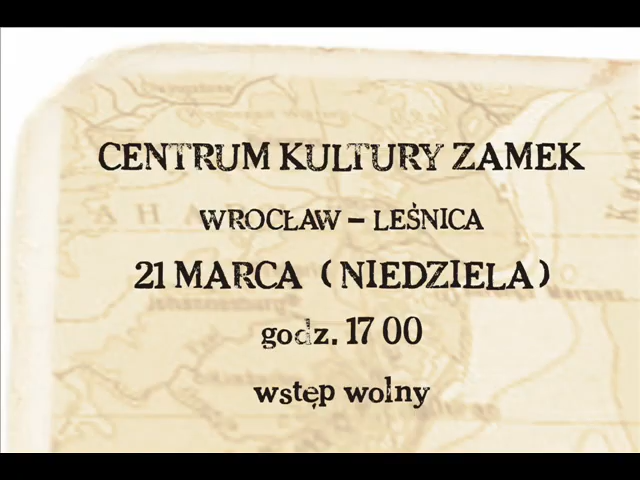 CENTRUM KULTURY ZAMEK
WROCŁAW – LEŚNICA
21 MARCA (NIEDZIELA)
godz. 17 00
wstęp wolny